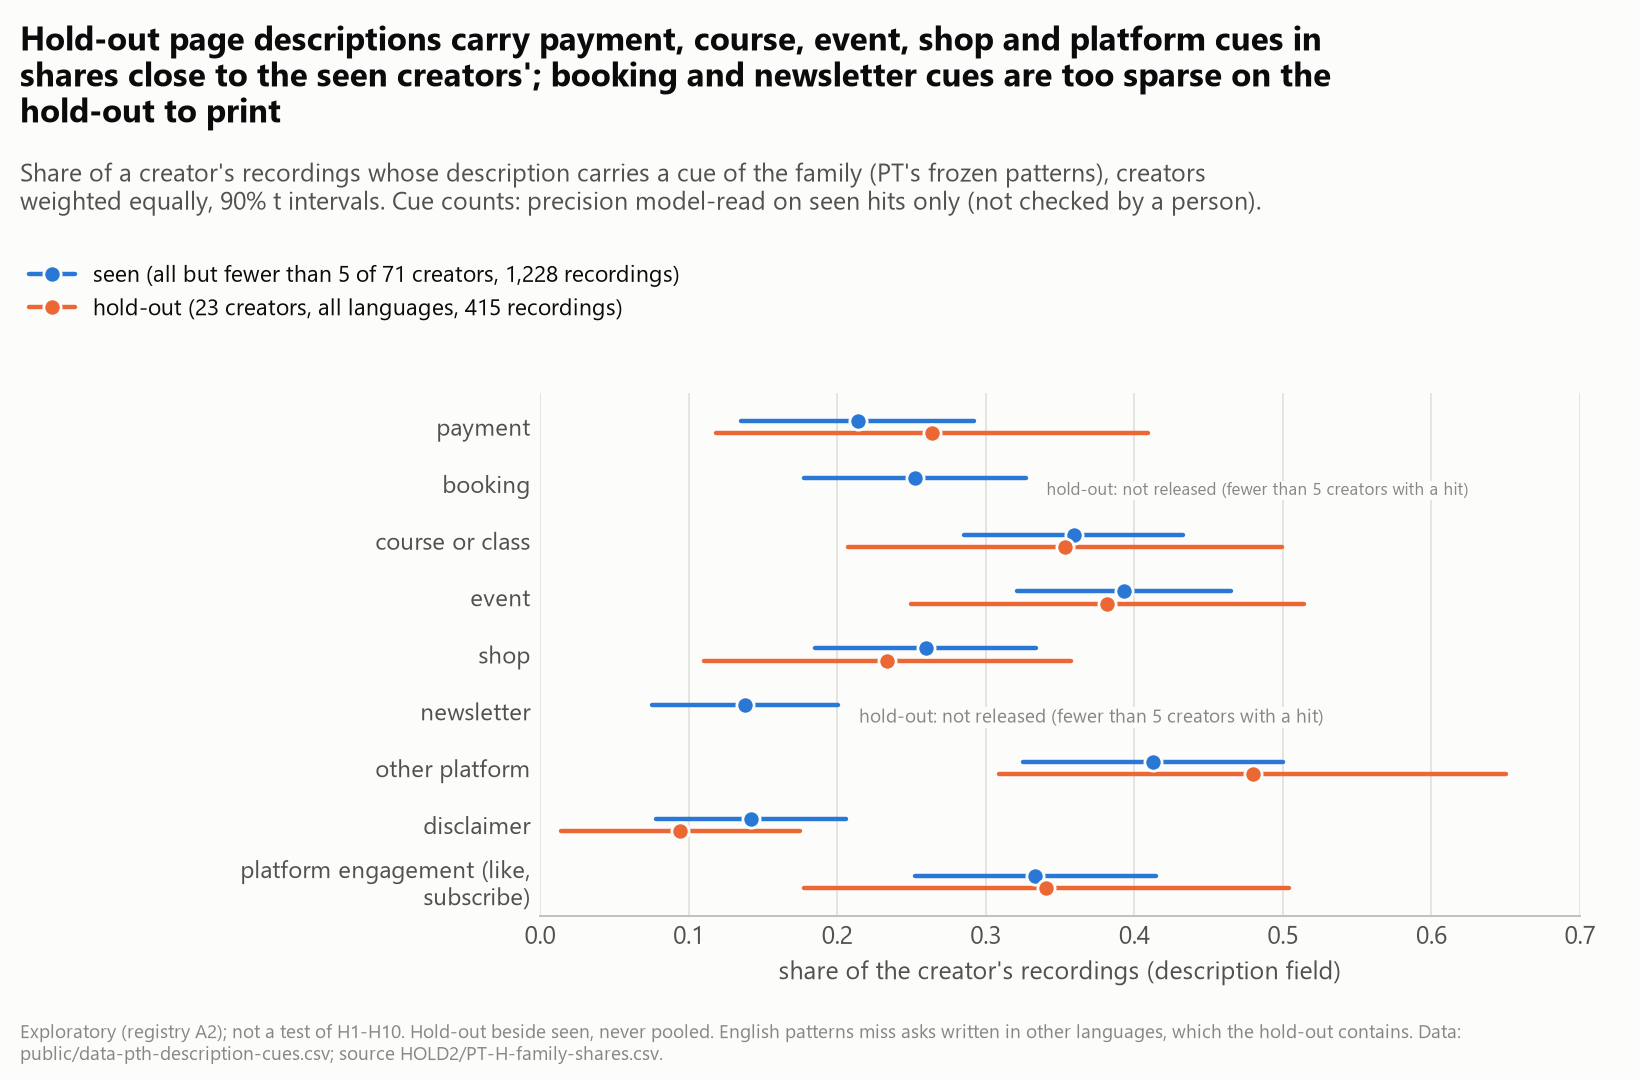 Hold-out page descriptions carry payment, course, event, shop and platform cues in
shares close to the seen creators'; booking and newsletter cues are too sparse on the
hold-out to print
Share of a creator's recordings whose description carries a cue of the family (PT's frozen patterns), creators
weighted equally, 90% t intervals. Cue counts: precision model-read on seen hits only (not checked by a person).
seen (all but fewer than 5 of 71 creators, 1,228 recordings)
hold-out (23 creators, all languages, 415 recordings)
payment
booking
hold-out: not released (fewer than 5 creators with a hit)
course or class
event
shop
newsletter
hold-out: not released (fewer than 5 creators with a hit)
other platform
disclaimer
platform engagement (like,
subscribe)
0.0 0.1 0.2 0.3 0.4 0.5 0.6 0.7
share of the creator's recordings (description field)
Exploratory (registry A2); not a test of H1-H10. Hold-out beside seen, never pooled. English patterns miss asks written in other languages, which the hold-out contains. Data:
public/data-pth-description-cues.csv; source HOLD2/PT-H-family-shares.csv.